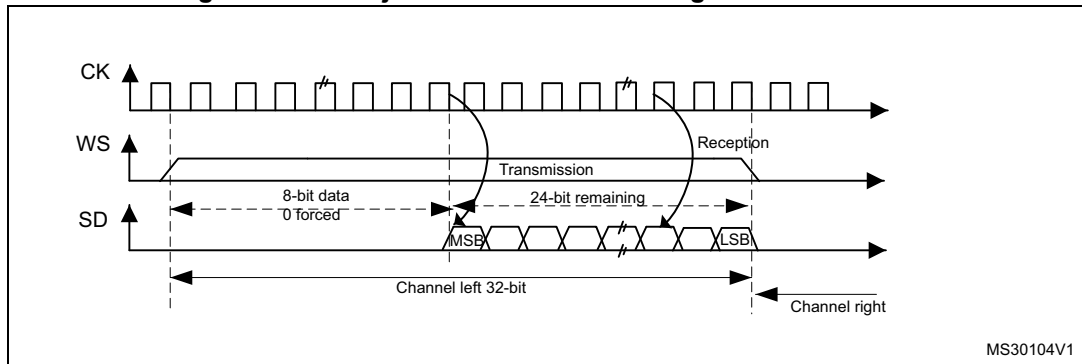 CK
WS
Reception
Transmission
8-bit data
24-bit remaining
0 forced
SD
MSB
LSB
Channel left 32-bit
Channel right
MS30104V1